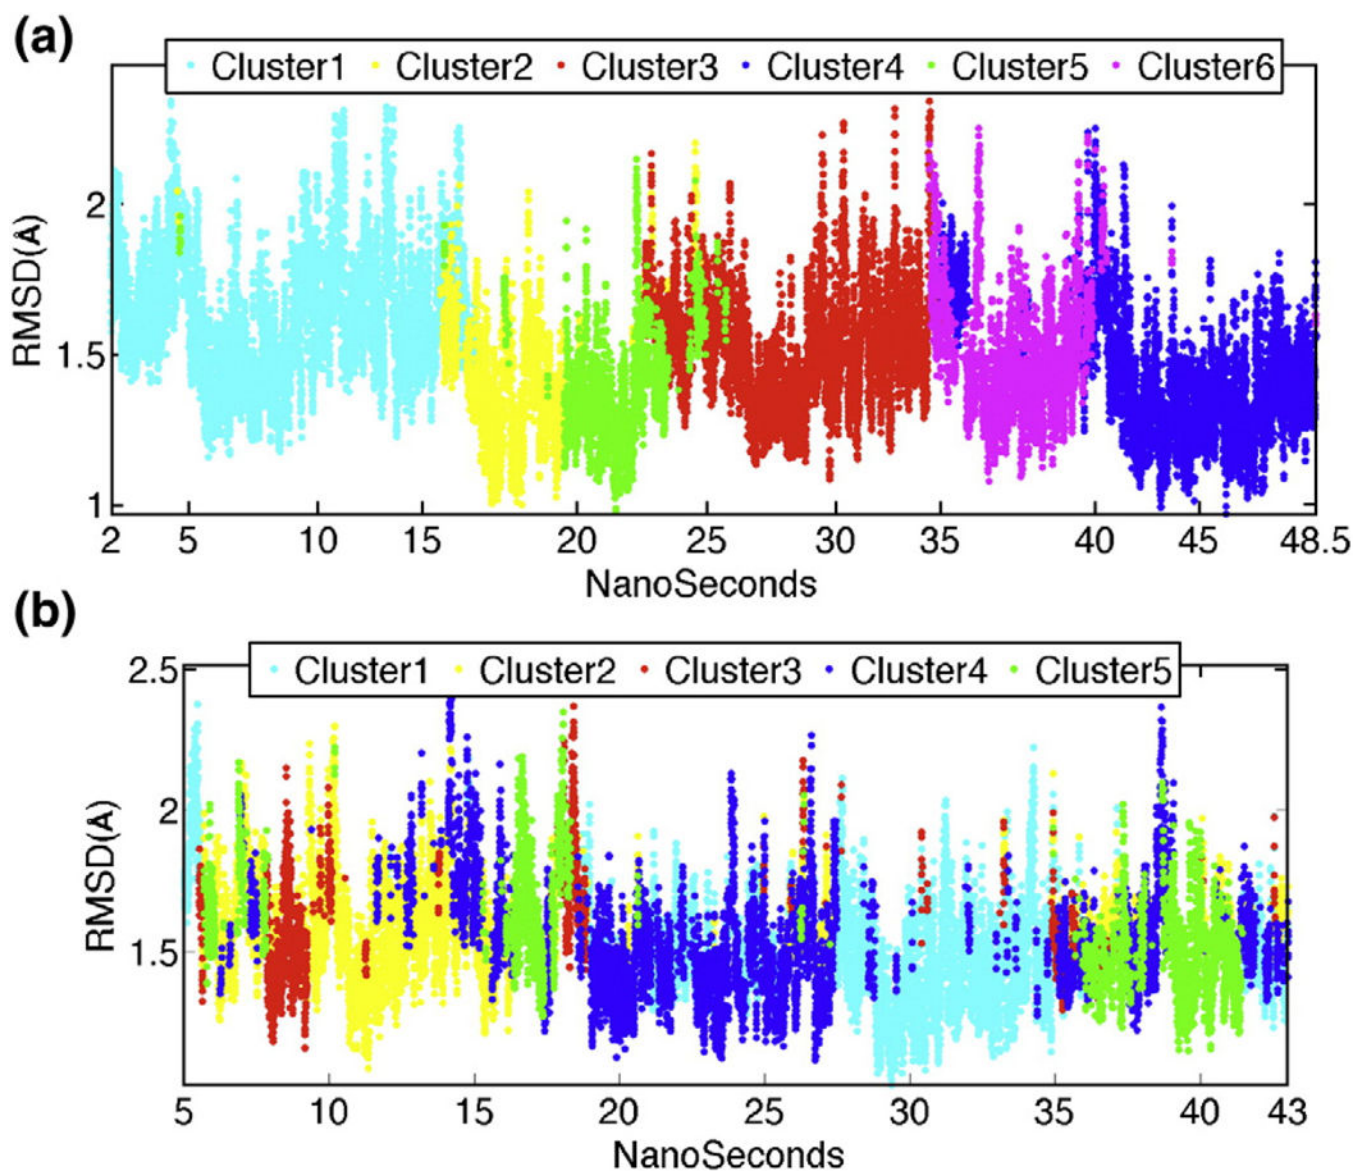 (a)
Cluster1 Cluster2 Cluster3 Cluster4 Cluster5 Cluster6
RMSD(Å)
2
1.5
1
2 5 10 15 20 25 30 35 40 45 48.5
NanoSeconds
(b)
Cluster1 Cluster2 Cluster3 Cluster4 Cluster5
RMSD(Å)
2.5
2
1.5
5 10 15 20 25 30 35 40 43
NanoSeconds